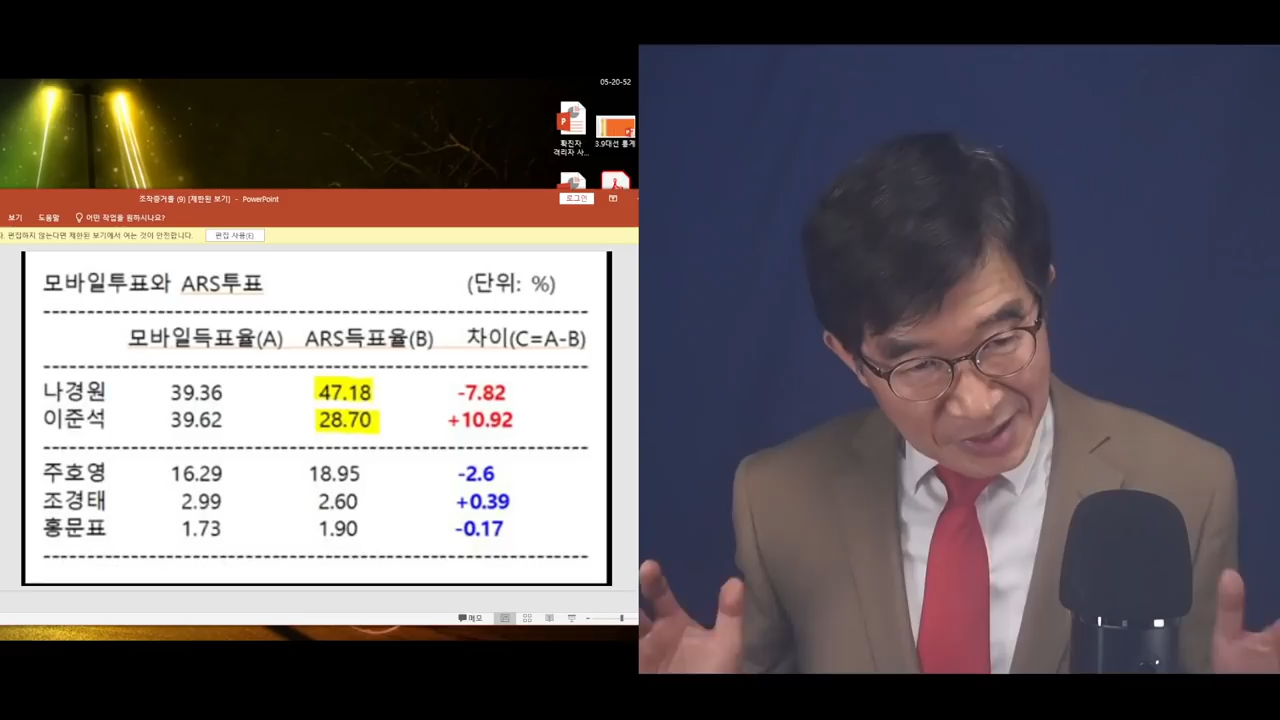 05-20-52
확진자
격리자 사...
3.9대선 통계
조작증거들 (9) [제한된 보기] - PowerPoint
로그인
보기 도움말 어떤 작업을 원하시나요?
편집하지 않는다면 제한된 보기에서 여는 것이 안전합니다. 편집 사용(E)
모바일투표와 ARS투표 (단위: %)
모바일득표율(A) ARS득표율(B) 차이(C=A-B)
나경원 39.36 47.18 -7.82
이준석 39.62 28.70 +10.92
주호영 16.29 18.95 -2.6
조경태 2.99 2.60 +0.39
홍문표 1.73 1.90 -0.17
메모